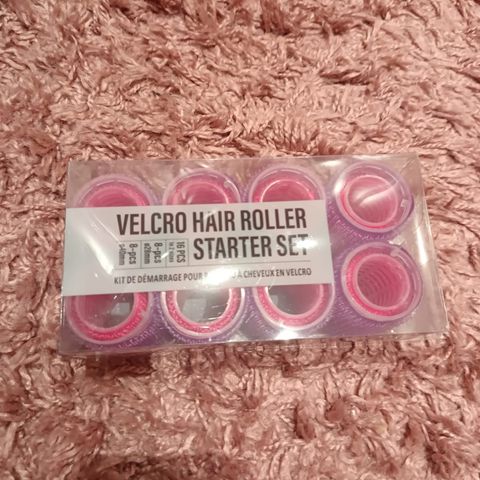 VELCRO HAIR ROLLER
STARTER SET
16 PCS
8-pcs
8-pcs
KIT DE DÉMARRAGE POUR À CHEVEUX EN VELCRO